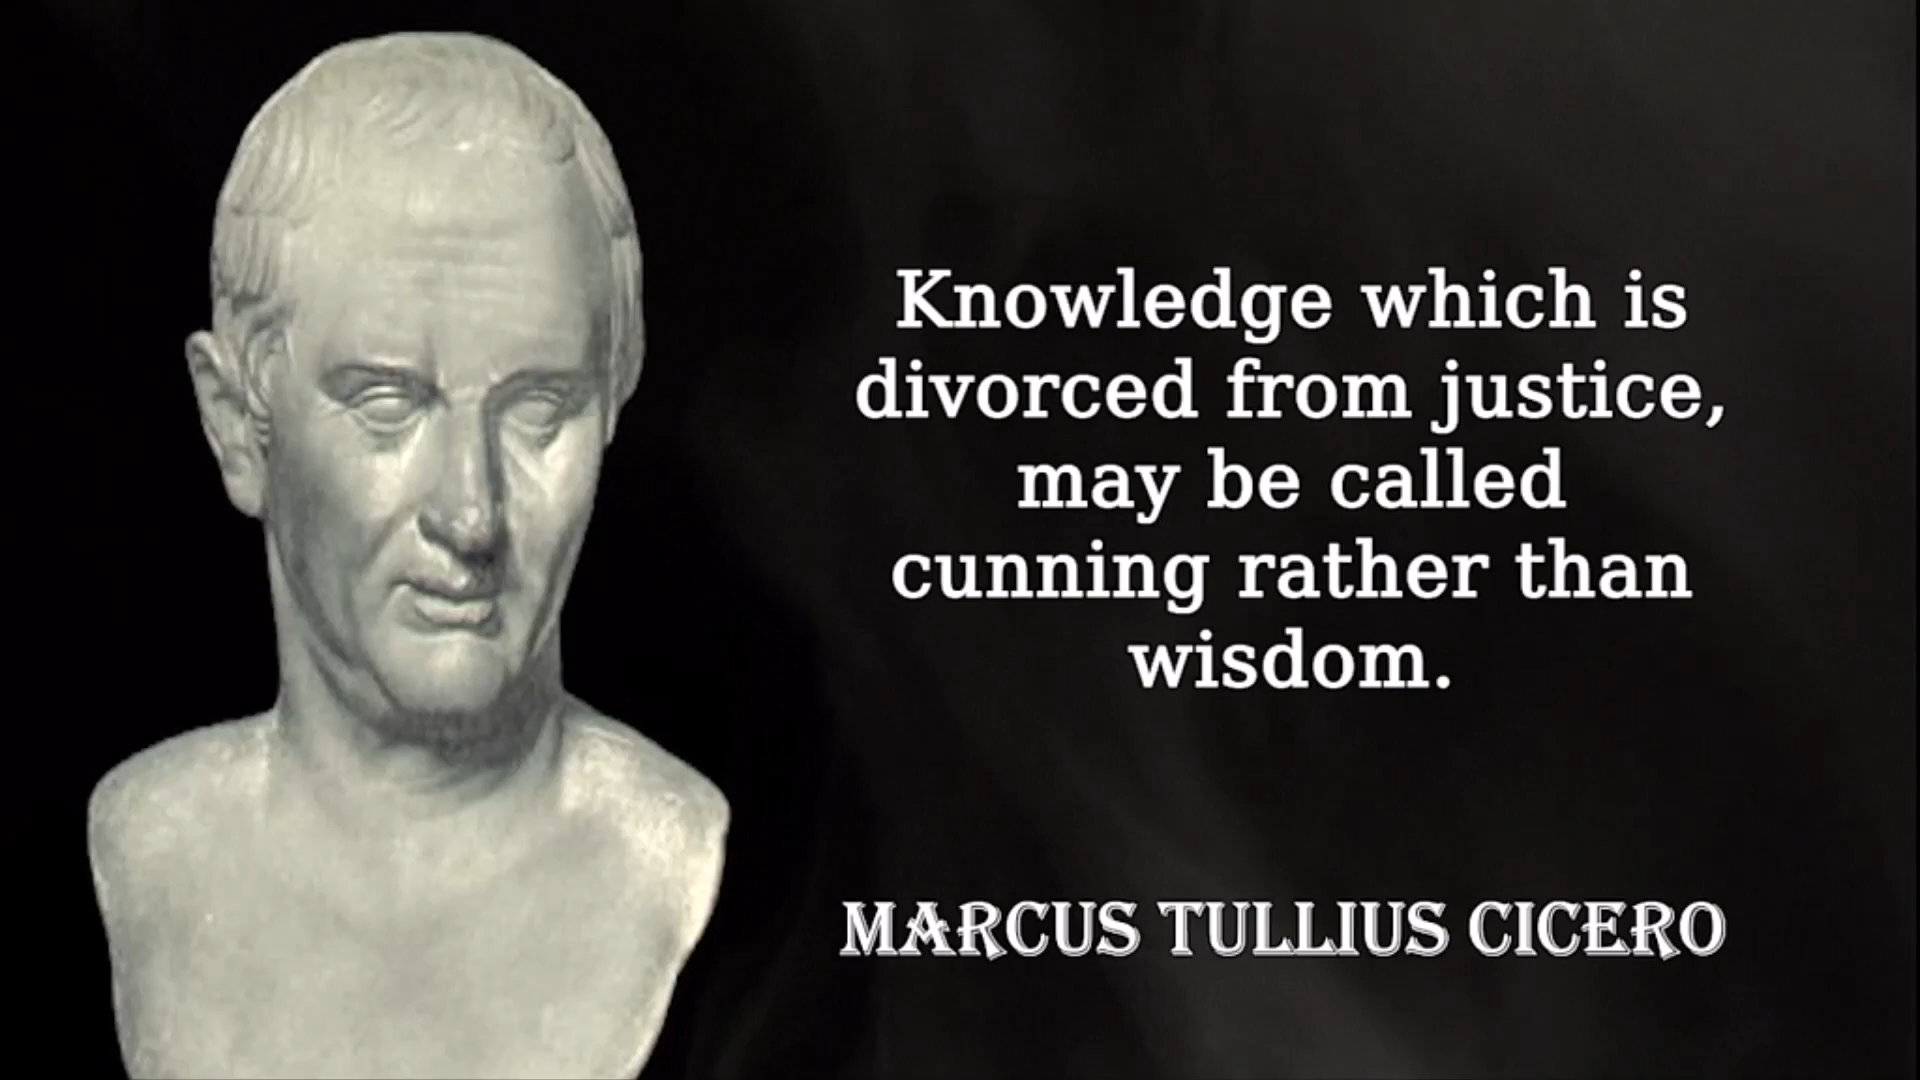 Knowledge which is
divorced from justice,
may be called
cunning rather than
wisdom.
MARCUS TULLIUS CICERO